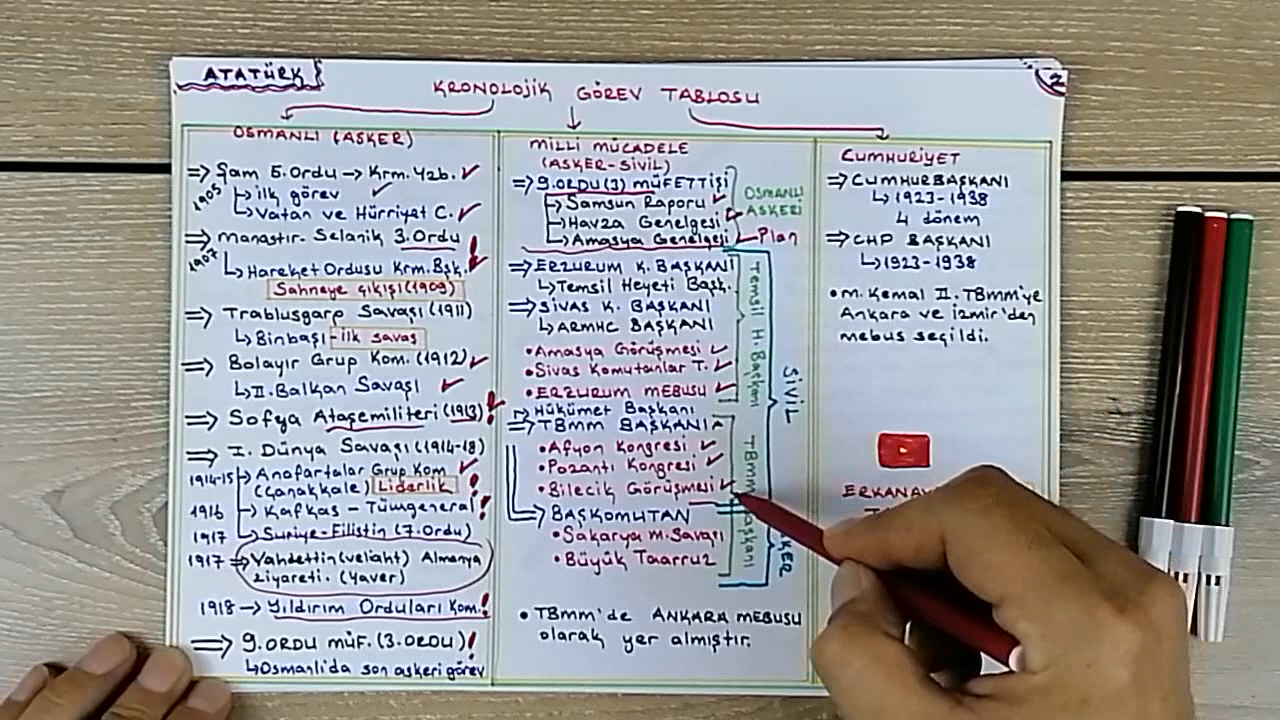 ATATÜRK
2
KRONOLOJİK GÖREV TABLOSU
OSMANLI (ASKER)
⇒ Şam 5. Ordu → Krm. Yzb.
1905
↳ ilk görev
↳ Vatan ve Hürriyet C.
⇒ Manastır-Selanik 3. Ordu
1907
↳ Hareket Ordusu Krm. Bşk.!
Sahneye çıkışı (1909)
⇒ Trablusgarp Savaşı (1911)
↳ Binbaşı - ilk savaş
⇒ Bolayır Grup Kom. (1912)
↳ II. Balkan Savaşı
⇒ Sofya Ataşemiliteri (1913)!
⇒ I. Dünya Savaşı (1914-18)
1914-15 → Anafartalar Grup Kom
(Çanakkale) Liderlik!
1916 → Kafkas - Tümgeneral!
1917 → Suriye-Filistin (7. Ordu)
1917 ⇒ Vahdettin (veliaht) Almanya
ziyareti. (Yaver)
1918 → Yıldırım Orduları Kom.!
⇒ 9. ORDU MÜF. (3. ORDU)!
↳ Osmanlı'da son askeri görev
MİLLİ MÜCADELE
(ASKER-SİVİL)
⇒ 9. ORDU (3) MÜFETTİŞİ
→ Samsun Raporu
→ Havza Genelgesi
→ Amasya Genelgesi
OSMANLI
ASKERİ
Plan
⇒ ERZURUM K. BAŞKANI
↳ Temsil Heyeti Başk.
⇒ SİVAS K. BAŞKANI
↳ ARMHC BAŞKANI
• Amasya Görüşmesi
• Sivas Komutanlar T.
• ERZURUM MEBUSU
Temsil H. Başkanı
→ Hükümet Başkanı
⇒ TBMM BAŞKANI
• Afyon Kongresi
• Pozantı Kongresi
• Bilecik Görüşmesi
⇒ BAŞKOMUTAN
• Sakarya M. Savaşı
• Büyük Taarruz
SİVİL
• TBMM'de ANKARA MEBUSU
olarak yer almıştır.
CUMHURİYET
⇒ CUMHURBAŞKANI
↳ 1923-1938
4 dönem
⇒ CHP BAŞKANI
↳ 1923-1938
• M. Kemal II. TBMM'ye
Ankara ve İzmir'den
mebus seçildi.